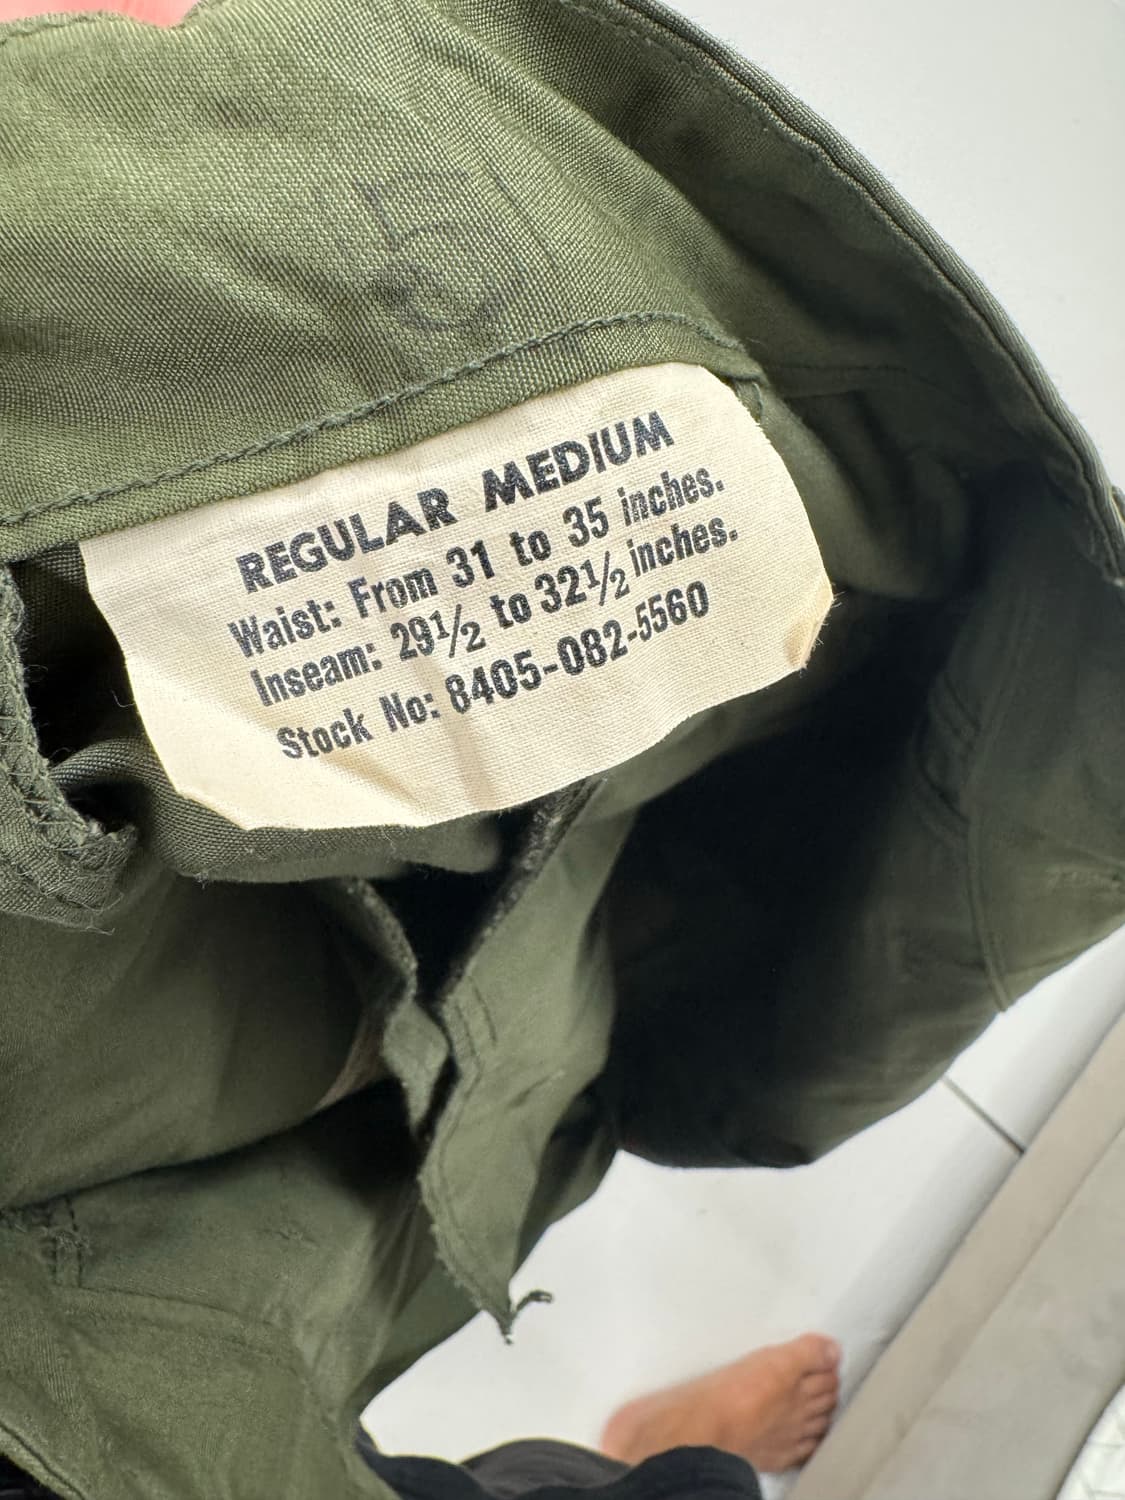 REGULAR MEDIUM
Waist: From 31 to 35 inches.
Inseam: 29½ to 32½ inches.
Stock No: 8405-082-5560